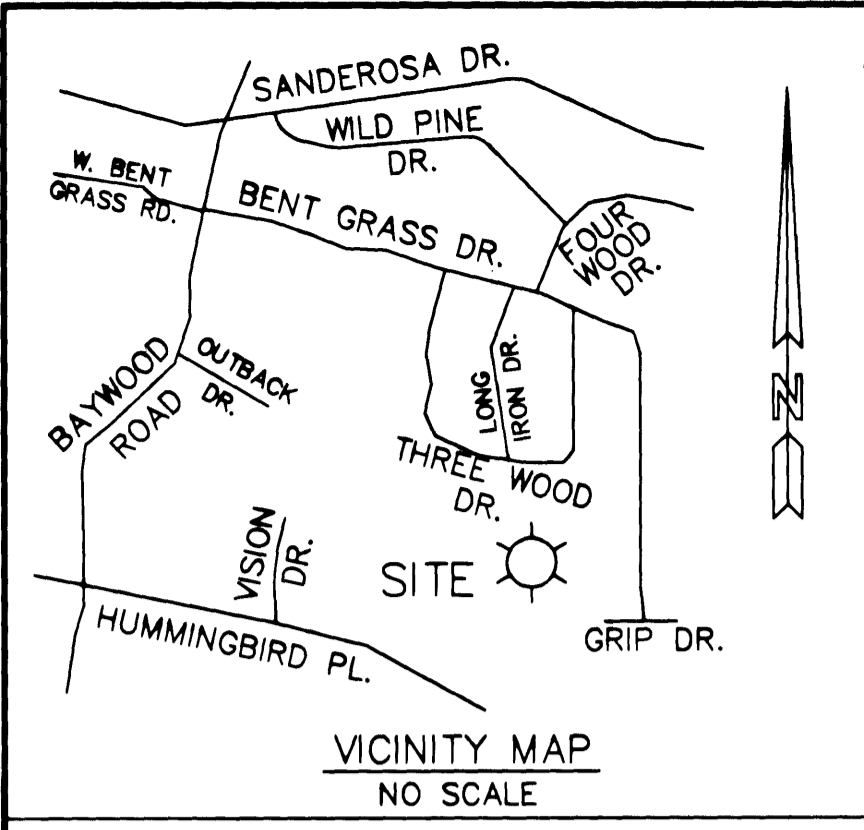 SANDEROSA DR.
WILD PINE
DR.
W. BENT
GRASS RD.
BENT GRASS DR.
FOUR
WOOD
DR.
BAYWOOD
ROAD
OUTBACK
DR.
LONG
IRON DR.
THREE WOOD
DR.
N
VISION
DR.
SITE
HUMMINGBIRD PL.
GRIP DR.
VICINITY MAP
NO SCALE